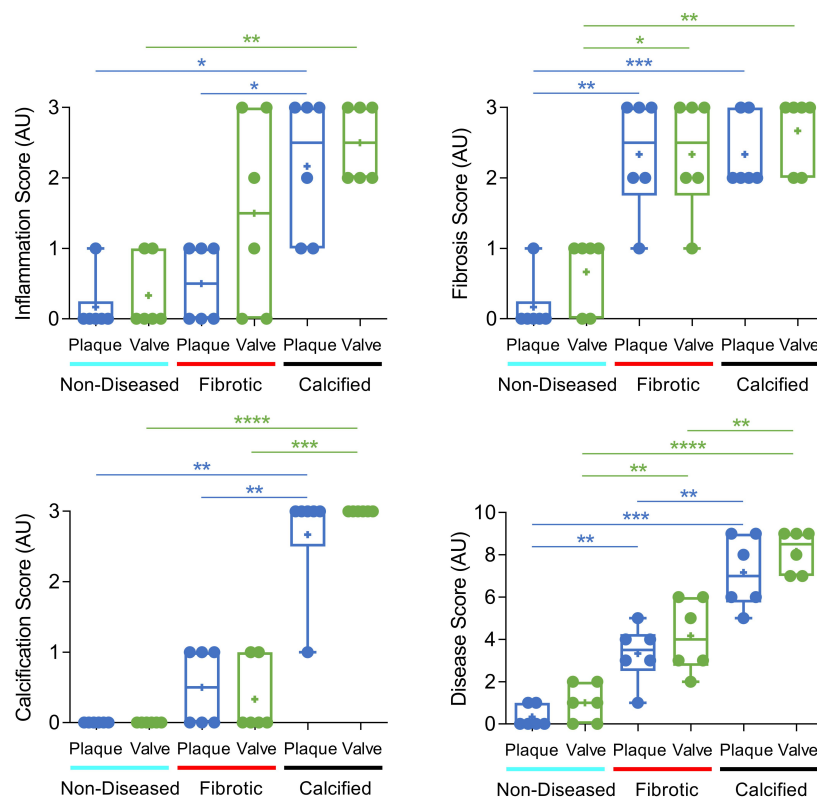 **
*
*
Inflammation Score (AU)
3
2
1
0
Plaque Valve Plaque Valve Plaque Valve
Non-Diseased Fibrotic Calcified
**
*
***
**
Fibrosis Score (AU)
3
2
1
0
Plaque Valve Plaque Valve Plaque Valve
Non-Diseased Fibrotic Calcified
****
***
**
**
Calcification Score (AU)
3
2
1
0
Plaque Valve Plaque Valve Plaque Valve
Non-Diseased Fibrotic Calcified
**
****
**
**
***
**
Disease Score (AU)
10
8
6
4
2
0
Plaque Valve Plaque Valve Plaque Valve
Non-Diseased Fibrotic Calcified